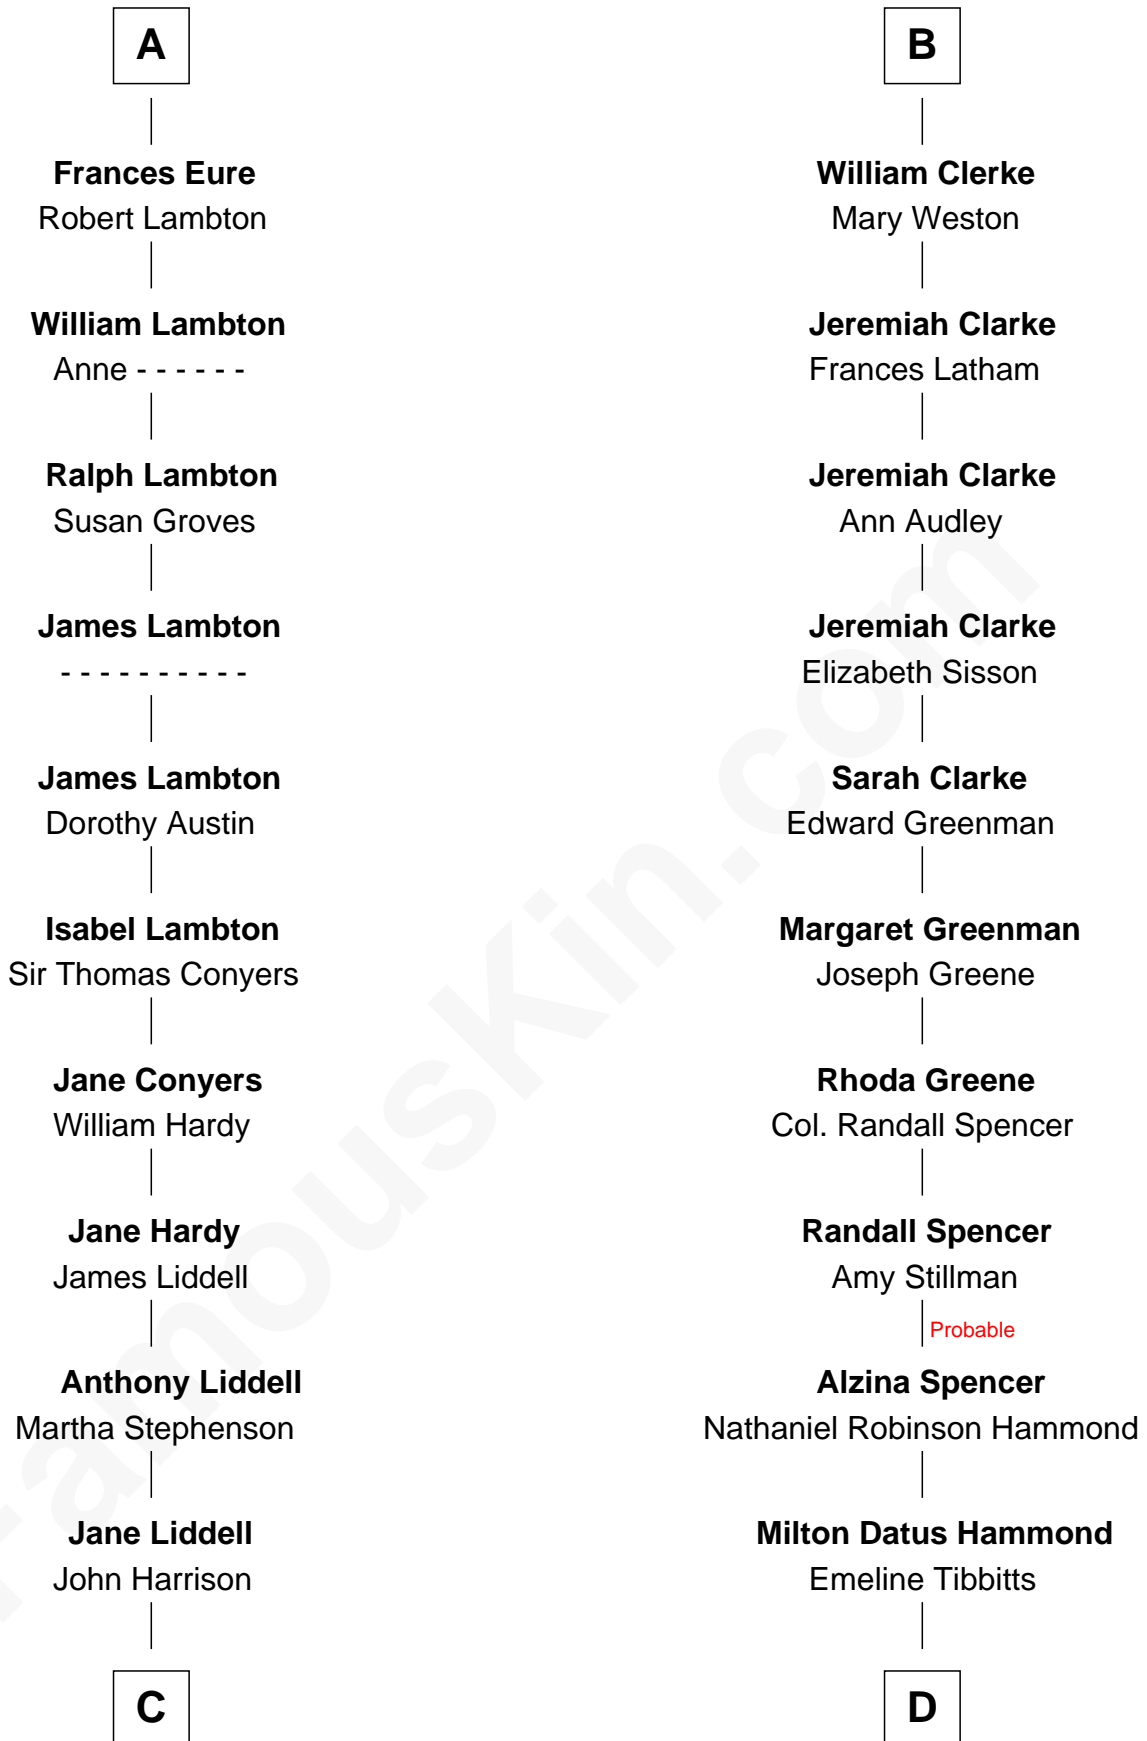 A
Frances Eure
Robert Lambton
William Lambton
Anne - - - - - -
Ralph Lambton
Susan Groves
James Lambton
- - - - - - - - - -
James Lambton
Dorothy Austin
Isabel Lambton
Sir Thomas Conyers
Jane Conyers
William Hardy
Jane Hardy
James Liddell
Anthony Liddell
Martha Stephenson
Jane Liddell
John Harrison
C
B
William Clerke
Mary Weston
Jeremiah Clarke
Frances Latham
Jeremiah Clarke
Ann Audley
Jeremiah Clarke
Elizabeth Sisson
Sarah Clarke
Edward Greenman
Margaret Greenman
Joseph Greene
Rhoda Greene
Col. Randall Spencer
Randall Spencer
Amy Stillman
Probable
Alzina Spencer
Nathaniel Robinson Hammond
Milton Datus Hammond
Emeline Tibbitts
D
FamousKin.com